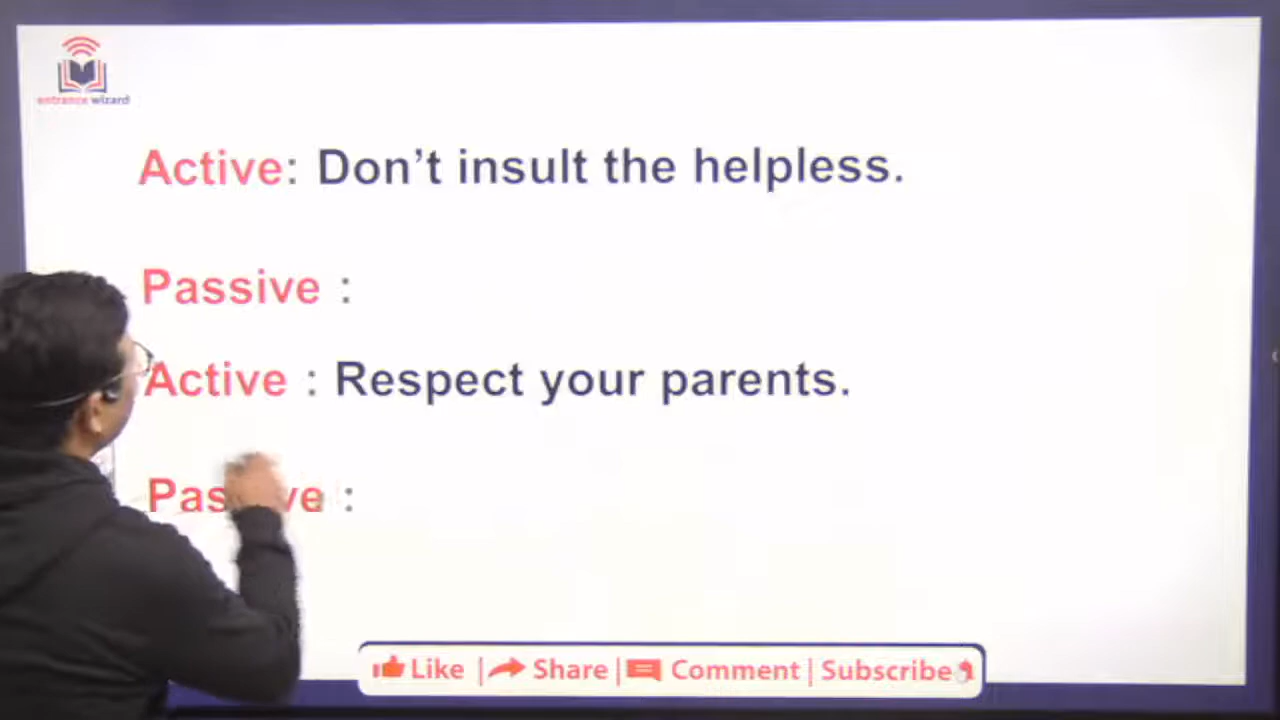 entrance wizard
Active: Don't insult the helpless.
Passive :
Active : Respect your parents.
Passive :
Like | Share | Comment | Subscribe